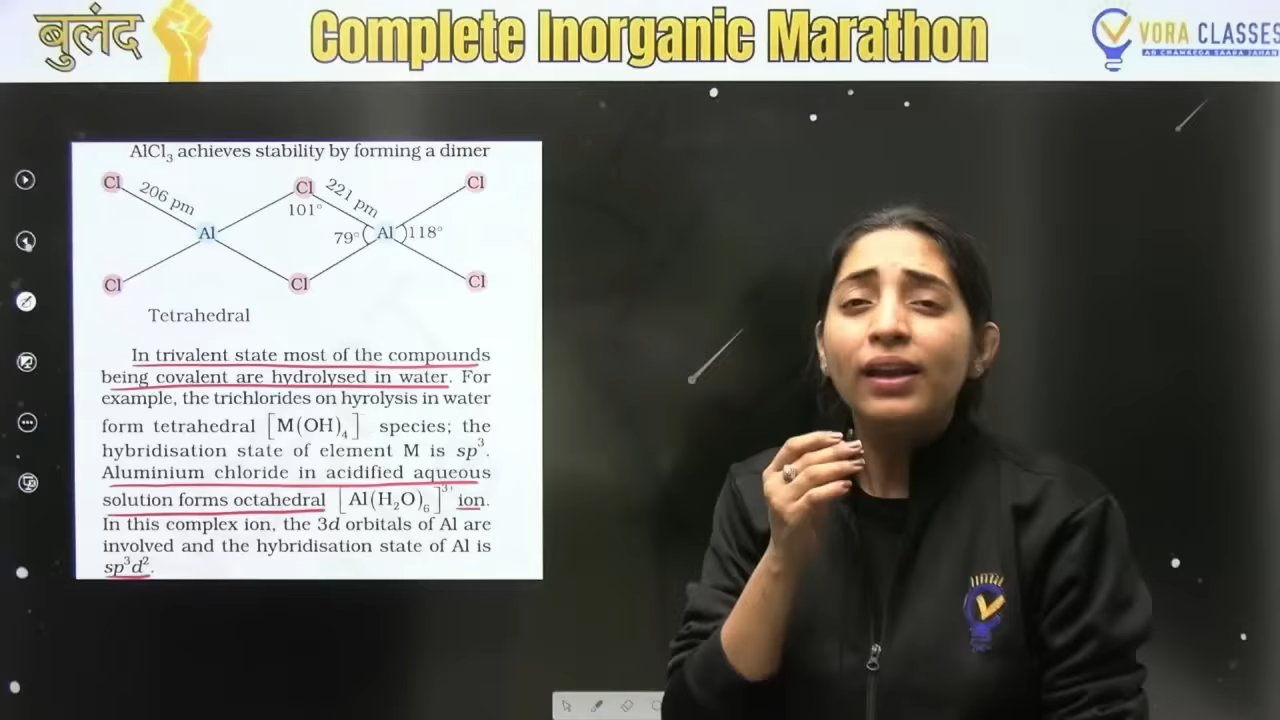 बुलंद
Complete Inorganic Marathon
VORA CLASSES
AB CHAMKEGA SAARA JAHAN
AlCl₃ achieves stability by forming a dimer
Cl 206 pm Cl 221 pm Cl
101°
Al 79° Al 118°
Cl Cl Cl
Tetrahedral
In trivalent state most of the compounds
being covalent are hydrolysed in water. For
example, the trichlorides on hyrolysis in water
form tetrahedral [M(OH)₄] species; the
hybridisation state of element M is sp³.
Aluminium chloride in acidified aqueous
solution forms octahedral [Al(H₂O)₆]³⁺ ion.
In this complex ion, the 3d orbitals of Al are
involved and the hybridisation state of Al is
sp³d².